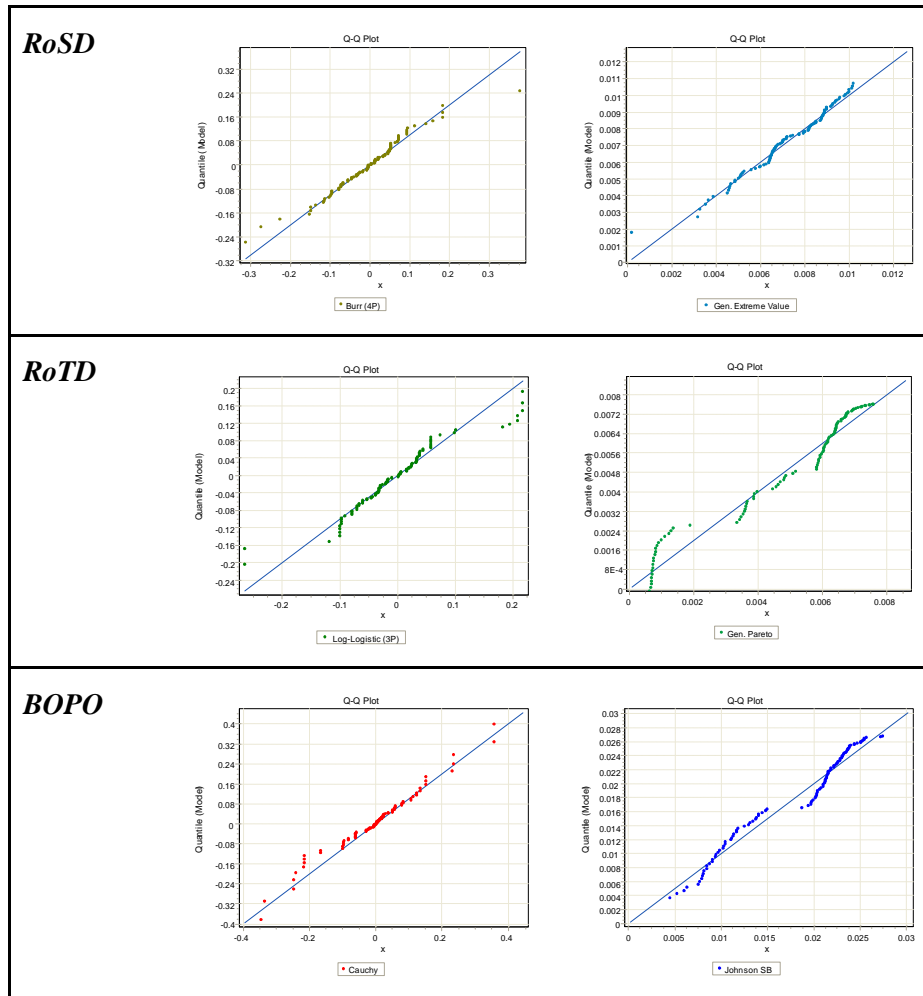 RoSD
Q-Q Plot
Quantile (Model)
0.32
0.24
0.16
0.08
0
-0.08
-0.16
-0.24
-0.32
-0.3 -0.2 -0.1 0 0.1 0.2 0.3
x
Burr (4P)
Q-Q Plot
Quantile (Model)
0.012
0.011
0.01
0.009
0.008
0.007
0.006
0.005
0.004
0.003
0.002
0.001
0
0 0.002 0.004 0.006 0.008 0.01 0.012
x
Gen. Extreme Value
RoTD
Q-Q Plot
Quantile (Model)
0.2
0.16
0.12
0.08
0.04
0
-0.04
-0.08
-0.12
-0.16
-0.2
-0.24
-0.2 -0.1 0 0.1 0.2
x
Log-Logistic (3P)
Q-Q Plot
Quantile (Model)
0.008
0.0072
0.0064
0.0056
0.0048
0.004
0.0032
0.0024
0.0016
8E-4
0
0 0.002 0.004 0.006 0.008
x
Gen. Pareto
BOPO
Q-Q Plot
Quantile (Model)
0.4
0.32
0.24
0.16
0.08
0
-0.08
-0.16
-0.24
-0.32
-0.4
-0.4 -0.2 0 0.2 0.4
x
Cauchy
Q-Q Plot
Quantile (Model)
0.03
0.028
0.026
0.024
0.022
0.02
0.018
0.016
0.014
0.012
0.01
0.008
0.006
0.004
0.002
0
0 0.005 0.01 0.015 0.02 0.025 0.03
x
Johnson SB